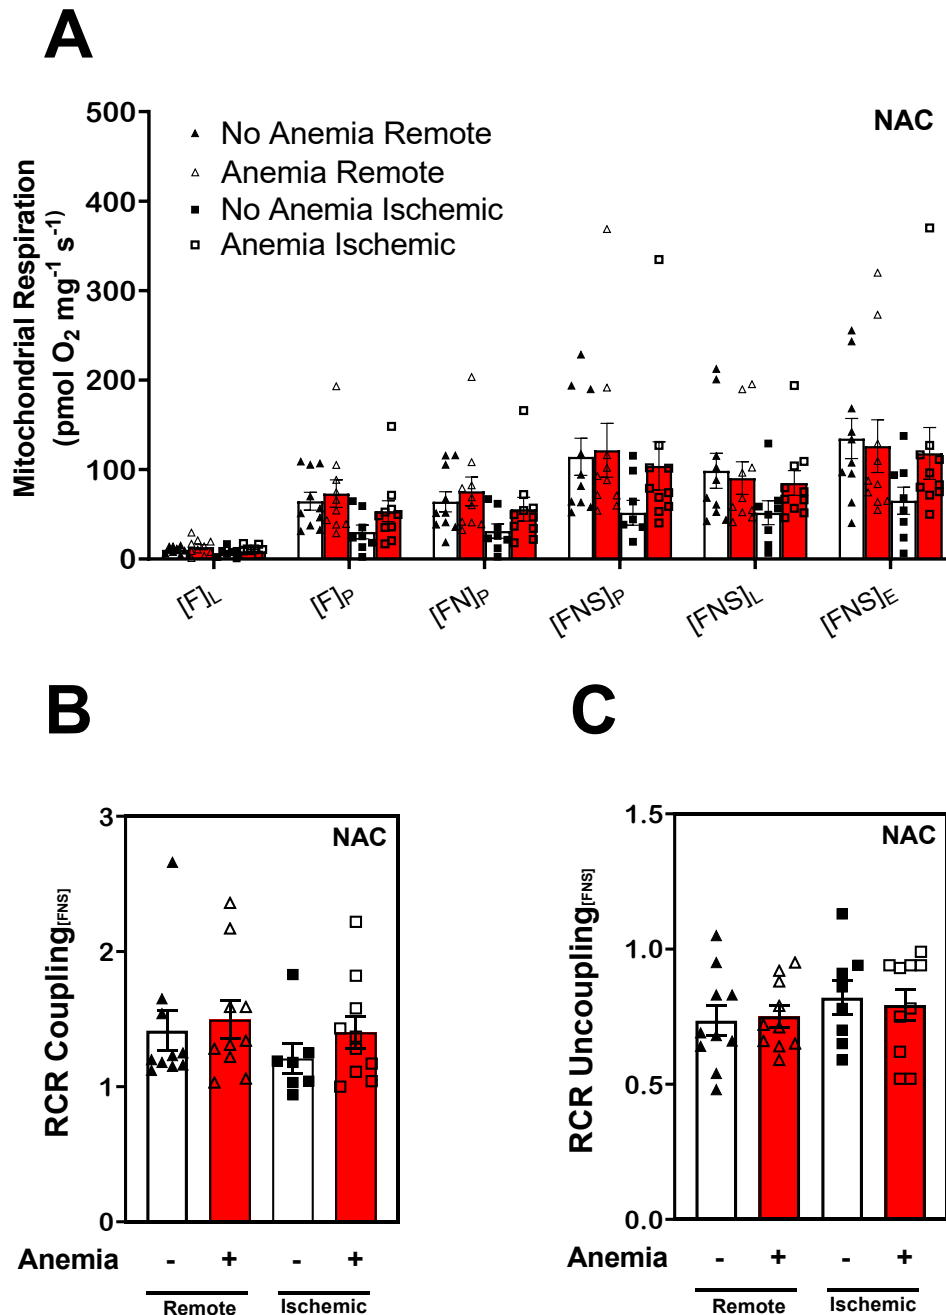 A
500
400
300
200
100
0
Mitochondrial Respiration
(pmol O₂ mg⁻¹ s⁻¹)
NAC
No Anemia Remote
Anemia Remote
No Anemia Ischemic
Anemia Ischemic
[F]L
[F]P
[FN]P
[FNS]P
[FNS]L
[FNS]E
B
3
2
1
0
RCR Coupling[FNS]
NAC
Anemia - + - +
Remote Ischemic
C
1.5
1.0
0.5
0.0
RCR Uncoupling[FNS]
NAC
Anemia - + - +
Remote Ischemic